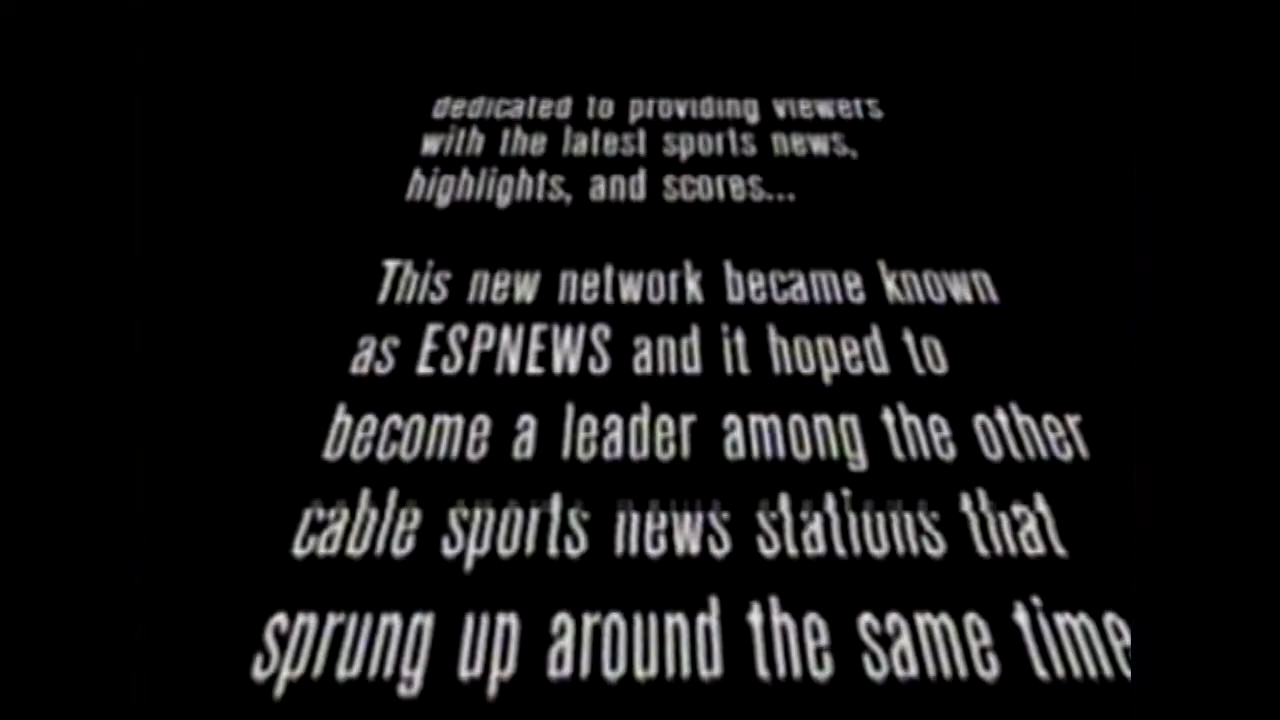 dedicated to providing viewers
with the latest sports news,
highlights, and scores...
This new network became known
as ESPNEWS and it hoped to
become a leader among the other
cable sports news stations that
sprung up around the same time